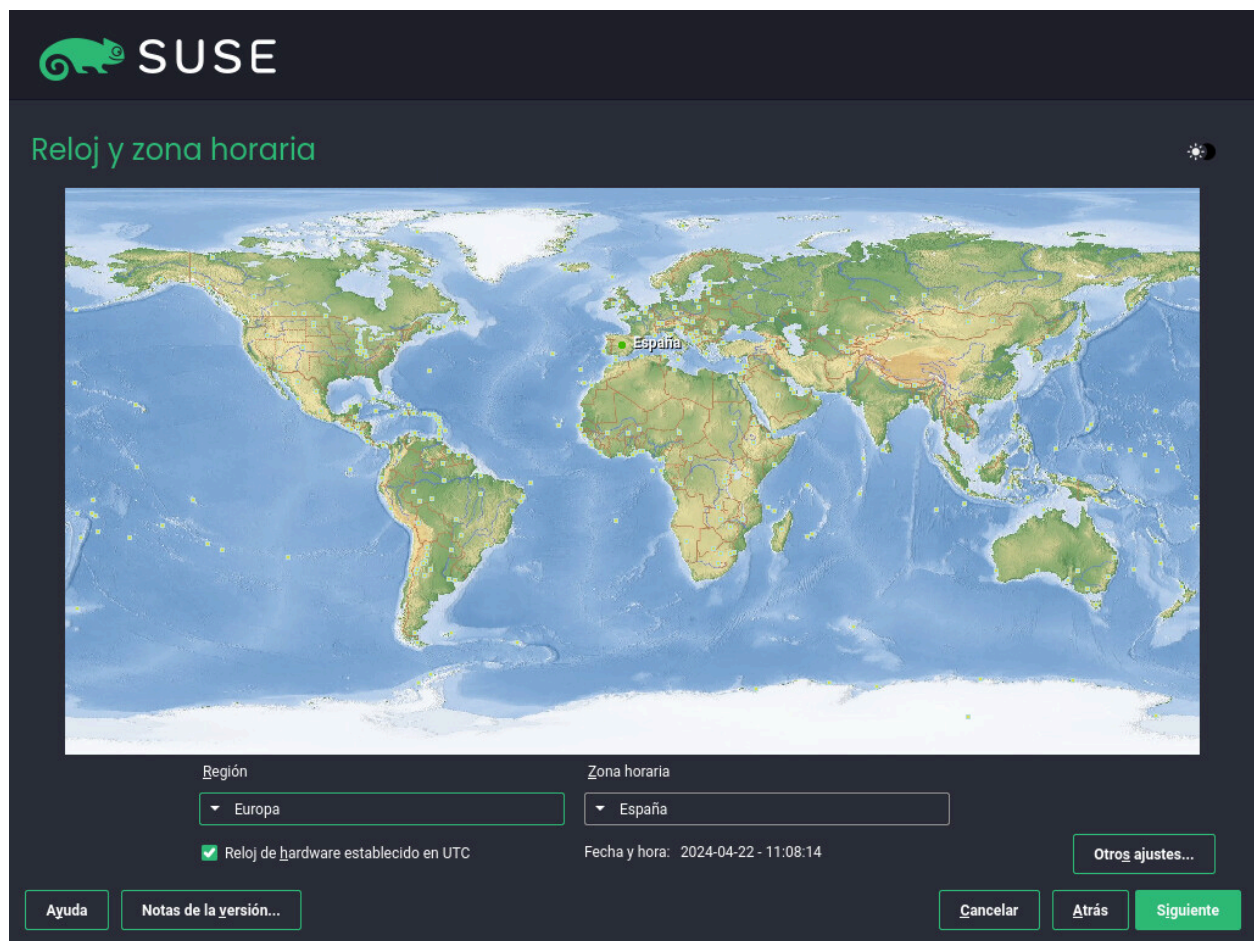 SUSE
Reloj y zona horaria
España
Región
Zona horaria
Europa
España
Reloj de hardware establecido en UTC
Fecha y hora: 2024-04-22 - 11:08:14
Otros ajustes...
Ayuda
Notas de la versión...
Cancelar
Atrás
Siguiente